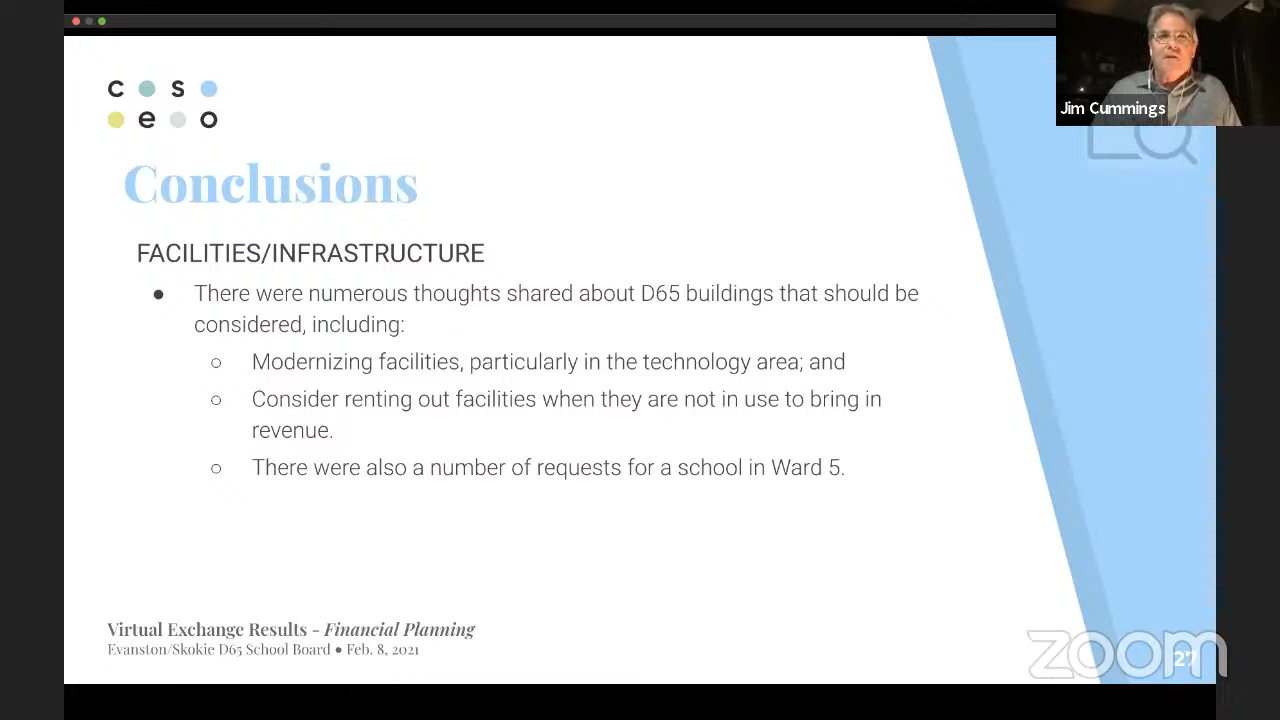 Jim Cummings
c s
e o
Conclusions
FACILITIES/INFRASTRUCTURE
● There were numerous thoughts shared about D65 buildings that should be
considered, including:
○ Modernizing facilities, particularly in the technology area; and
○ Consider renting out facilities when they are not in use to bring in
revenue.
○ There were also a number of requests for a school in Ward 5.
Virtual Exchange Results - Financial Planning
Evanston/Skokie D65 School Board ● Feb. 8, 2021
zoom
27